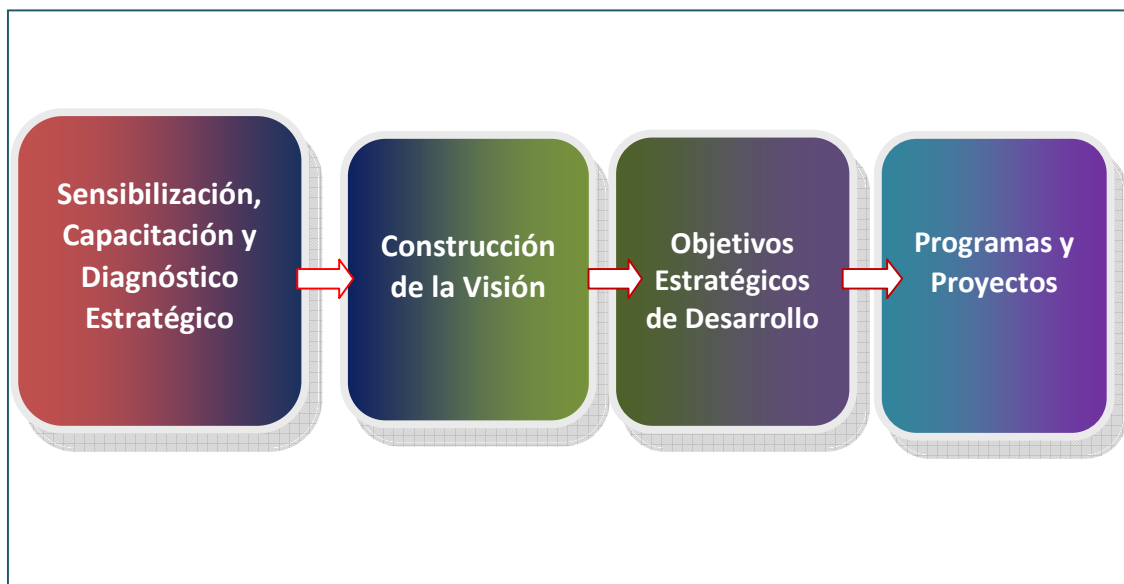 Sensibilización,
Capacitación y
Diagnóstico
Estratégico
Construcción
de la Visión
Objetivos
Estratégicos
de Desarrollo
Programas y
Proyectos